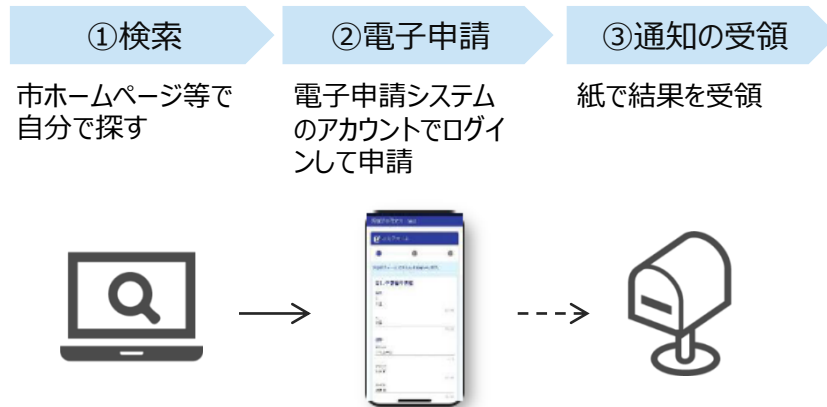 ①検索
②電子申請
③通知の受領
市ホームページ等で
自分で探す
電子申請システム
のアカウントでログイ
ンして申請
紙で結果を受領